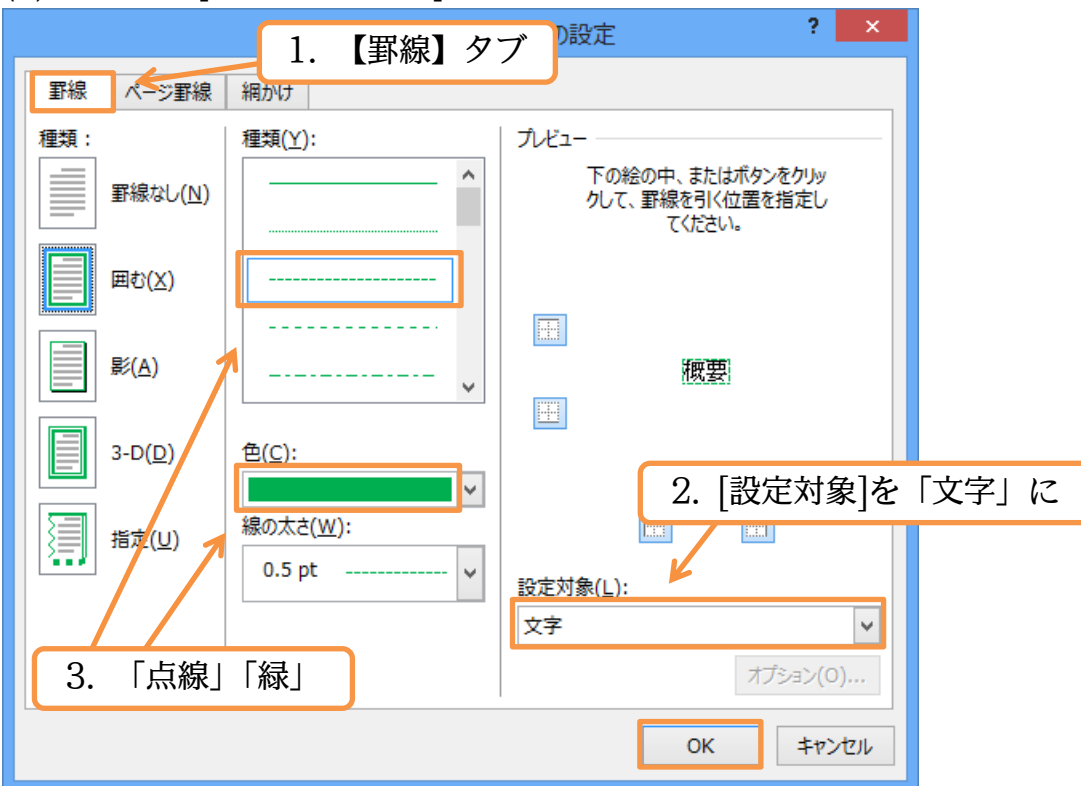 の設定
?
×
1. 【罫線】タブ
罫線
ページ罫線
網かけ
種類：
罫線なし(N)
囲む(X)
影(A)
3-D(D)
指定(U)
種類(Y):
色(C):
線の太さ(W):
0.5 pt
プレビュー
下の絵の中、またはボタンをクリッ
クして、罫線を引く位置を指定し
てください。
概要
2. [設定対象]を「文字」に
設定対象(L):
文字
オプション(O)...
3. 「点線」「緑」
OK
キャンセル